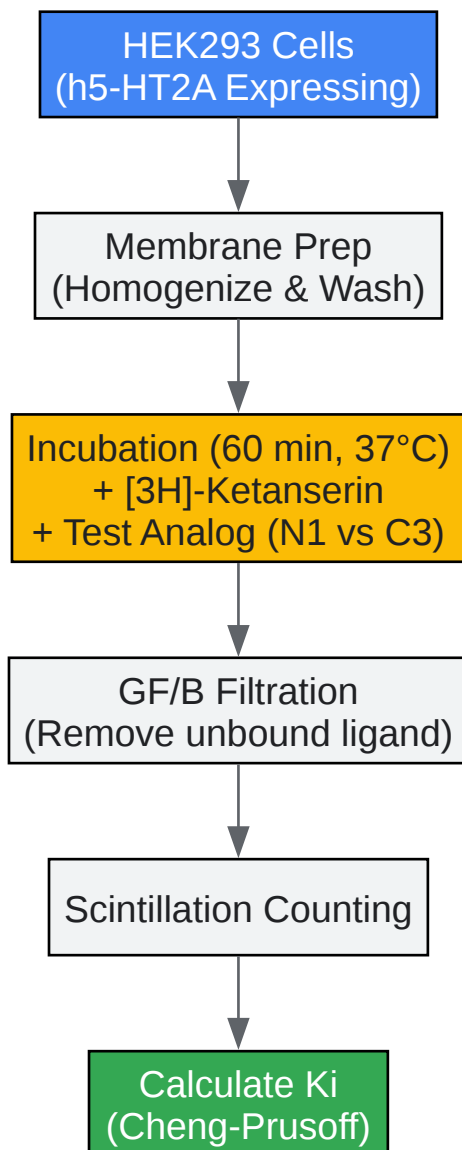 HEK293 Cells
(h5-HT2A Expressing)
Membrane Prep
(Homogenize & Wash)
Incubation (60 min, 37°C)
+ [3H]-Ketanserin
+ Test Analog (N1 vs C3)
GF/B Filtration
(Remove unbound ligand)
Scintillation Counting
Calculate Ki
(Cheng-Prusoff)